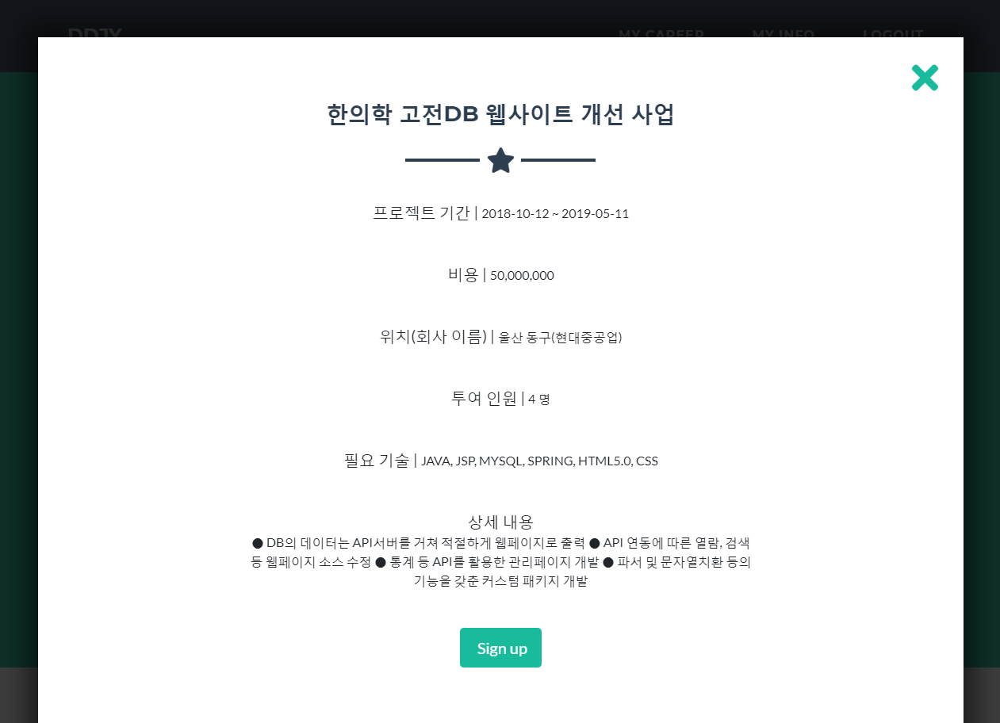 DDJY
MY CAREER MY INFO LOGOUT
한의학 고전DB 웹사이트 개선 사업
프로젝트 기간 | 2018-10-12 ~ 2019-05-11
비용 | 50,000,000
위치(회사 이름) | 울산 동구(현대중공업)
투여 인원 | 4 명
필요 기술 | JAVA, JSP, MYSQL, SPRING, HTML5.0, CSS
상세 내용
● DB의 데이터는 API서버를 거쳐 적절하게 웹페이지로 출력 ● API 연동에 따른 열람, 검색
등 웹페이지 소스 수정 ● 통계 등 API를 활용한 관리페이지 개발 ● 파서 및 문자열치환 등의
기능을 갖춘 커스텀 패키지 개발
Sign up